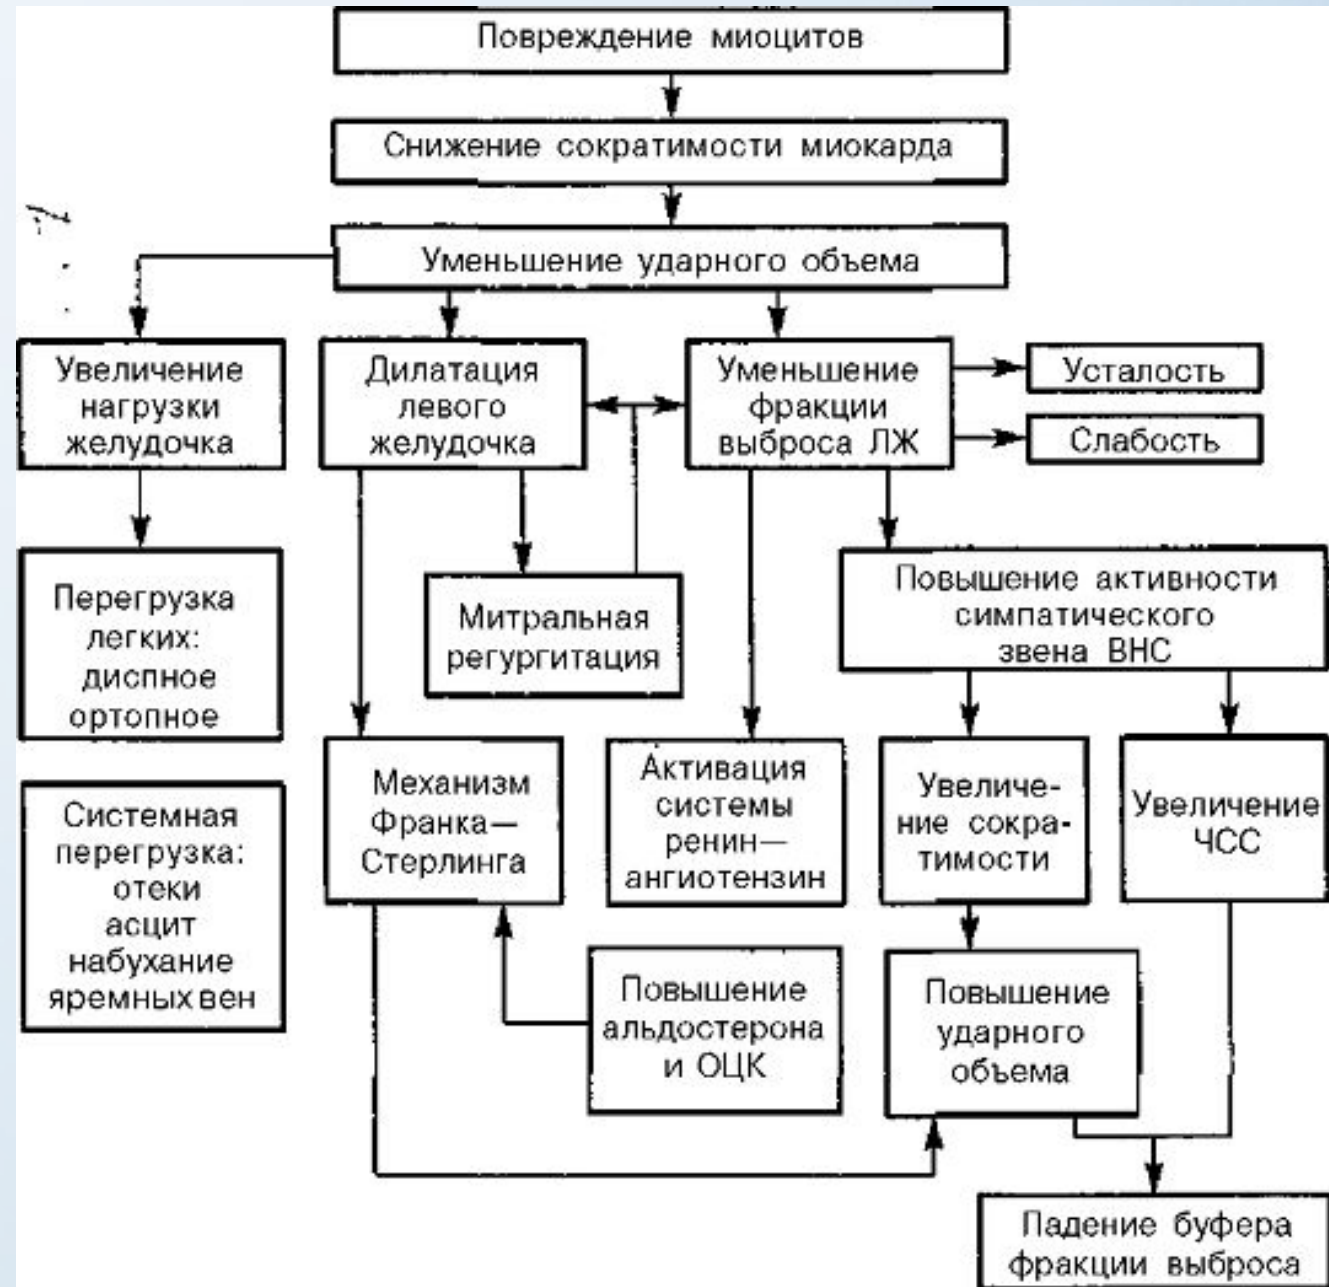 Повреждение миоцитов
Снижение сократимости миокарда
Уменьшение ударного объема
Увеличение
нагрузки
желудочка
Дилатация
левого
желудочка
Уменьшение
фракции
выброса ЛЖ
Усталость
Слабость
Перегрузка
легких:
диспное
ортопное
Митральная
регургитация
Повышение активности
симпатического
звена ВНС
Системная
перегрузка:
отеки
асцит
набухание
яремных вен
Механизм
Франка—
Стерлинга
Активация
системы
ренин—
ангиотензин
Увеличе-
ние сокра-
тимости
Увеличение
ЧСС
Повышение
альдостерона
и ОЦК
Повышение
ударного
объема
Падение буфера
фракции выброса